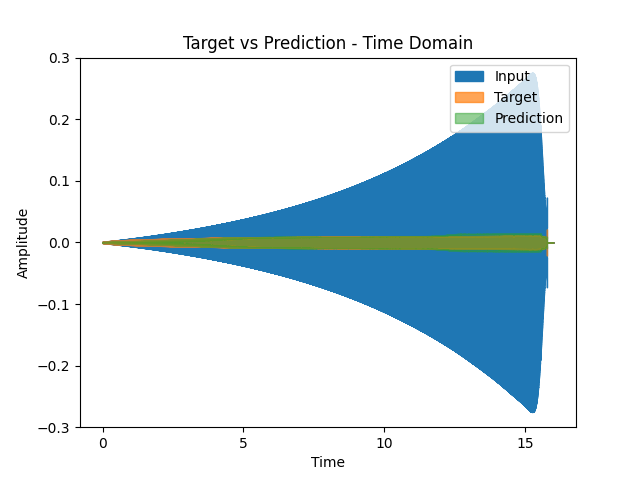 Target vs Prediction - Time Domain
Input
Target
Prediction
0.3
0.2
0.1
0.0
−0.1
−0.2
−0.3
Amplitude
0
5
10
15
Time